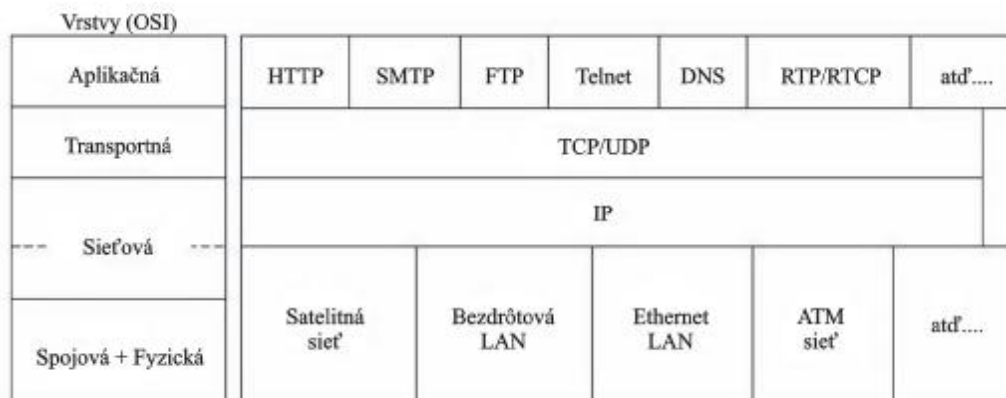 Vrstvy (OSI)
Aplikačná
HTTP
SMTP
FTP
Telnet
DNS
RTP/RTCP
atď....
Transportná
TCP/UDP
IP
Sieťová
Satelitná
sieť
Bezdrôtová
LAN
Ethernet
LAN
ATM
sieť
atď....
Spojová + Fyzická